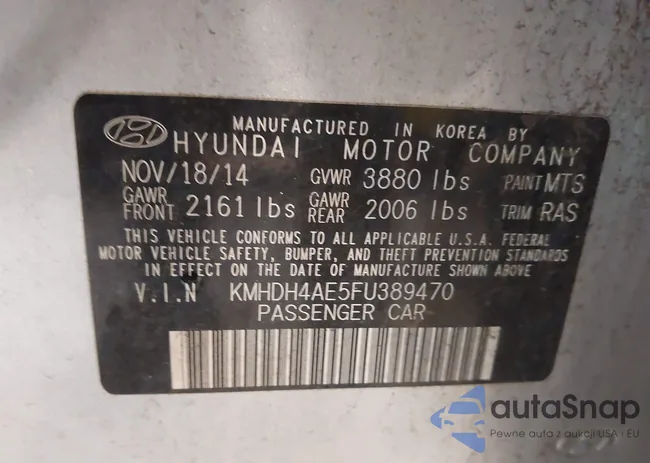 MANUFACTURED IN KOREA BY
HYUNDAI MOTOR COMPANY
NOV/18/14 GVWR 3880 lbs PAINT MTS
GAWR FRONT 2161 lbs GAWR REAR 2006 lbs TRIM RAS
THIS VEHICLE CONFORMS TO ALL APPLICABLE U.S.A. FEDERAL
MOTOR VEHICLE SAFETY, BUMPER, AND THEFT PREVENTION STANDARDS
IN EFFECT ON THE DATE OF MANUFACTURE SHOWN ABOVE
V.I.N KMHDH4AE5FU389470
PASSENGER CAR
autaSnap
Pewne auta z aukcji USA i EU